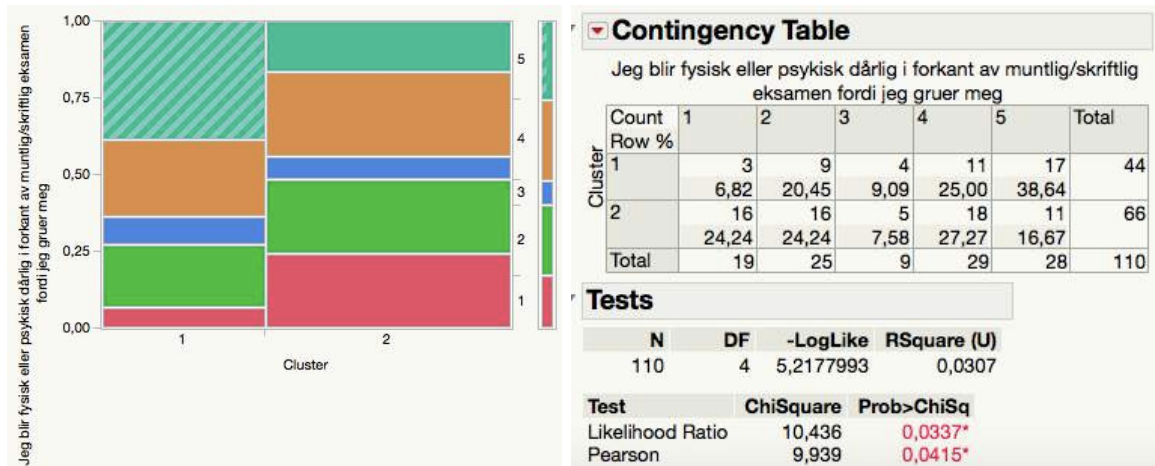 Jeg blir fysisk eller psykisk dårlig i forkant av muntlig/skriftlig eksamen
fordi jeg gruer meg
1,00
0,75
0,50
0,25
0,00
5
4
3
2
1
1 2
Cluster
Contingency Table
Jeg blir fysisk eller psykisk dårlig i forkant av muntlig/skriftlig
eksamen fordi jeg gruer meg
Count 1 2 3 4 5 Total
Row %
Cluster
1 3 9 4 11 17 44
6,82 20,45 9,09 25,00 38,64
2 16 16 5 18 11 66
24,24 24,24 7,58 27,27 16,67
Total 19 25 9 29 28 110
Tests
N DF -LogLike RSquare (U)
110 4 5,2177993 0,0307
Test ChiSquare Prob>ChiSq
Likelihood Ratio 10,436 0,0337*
Pearson 9,939 0,0415*